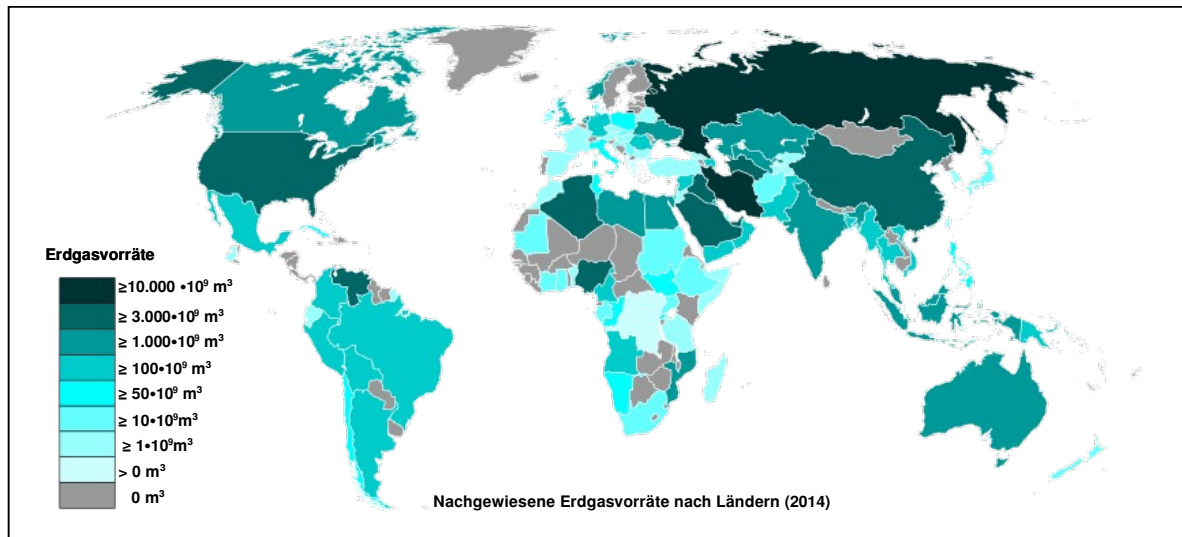 Erdgasvorräte
≥10.000 •10⁹ m³
≥ 3.000•10⁹ m³
≥ 1.000•10⁹ m³
≥ 100•10⁹ m³
≥ 50•10⁹ m³
≥ 10•10⁹m³
≥ 1•10⁹m³
> 0 m³
0 m³
Nachgewiesene Erdgasvorräte nach Ländern (2014)